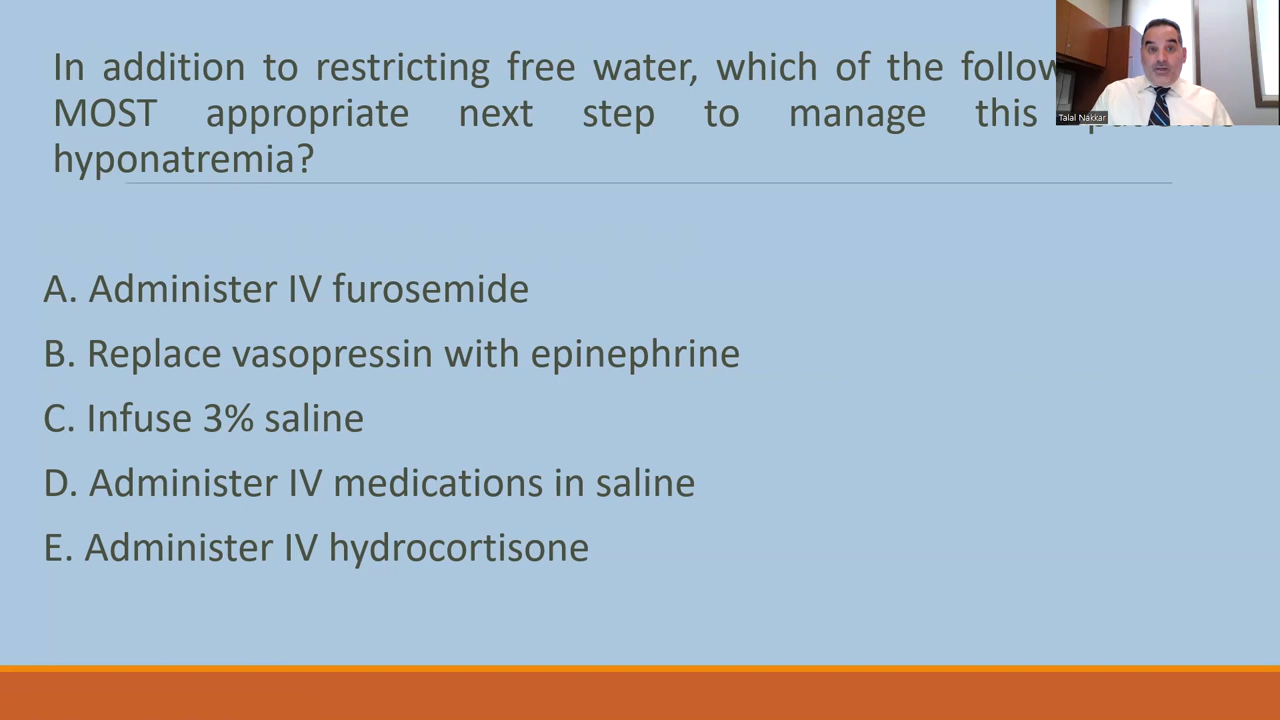 In addition to restricting free water, which of the
MOST appropriate next step to manage this
hyponatremia?
Talal Nakkar
A. Administer IV furosemide
B. Replace vasopressin with epinephrine
C. Infuse 3% saline
D. Administer IV medications in saline
E. Administer IV hydrocortisone